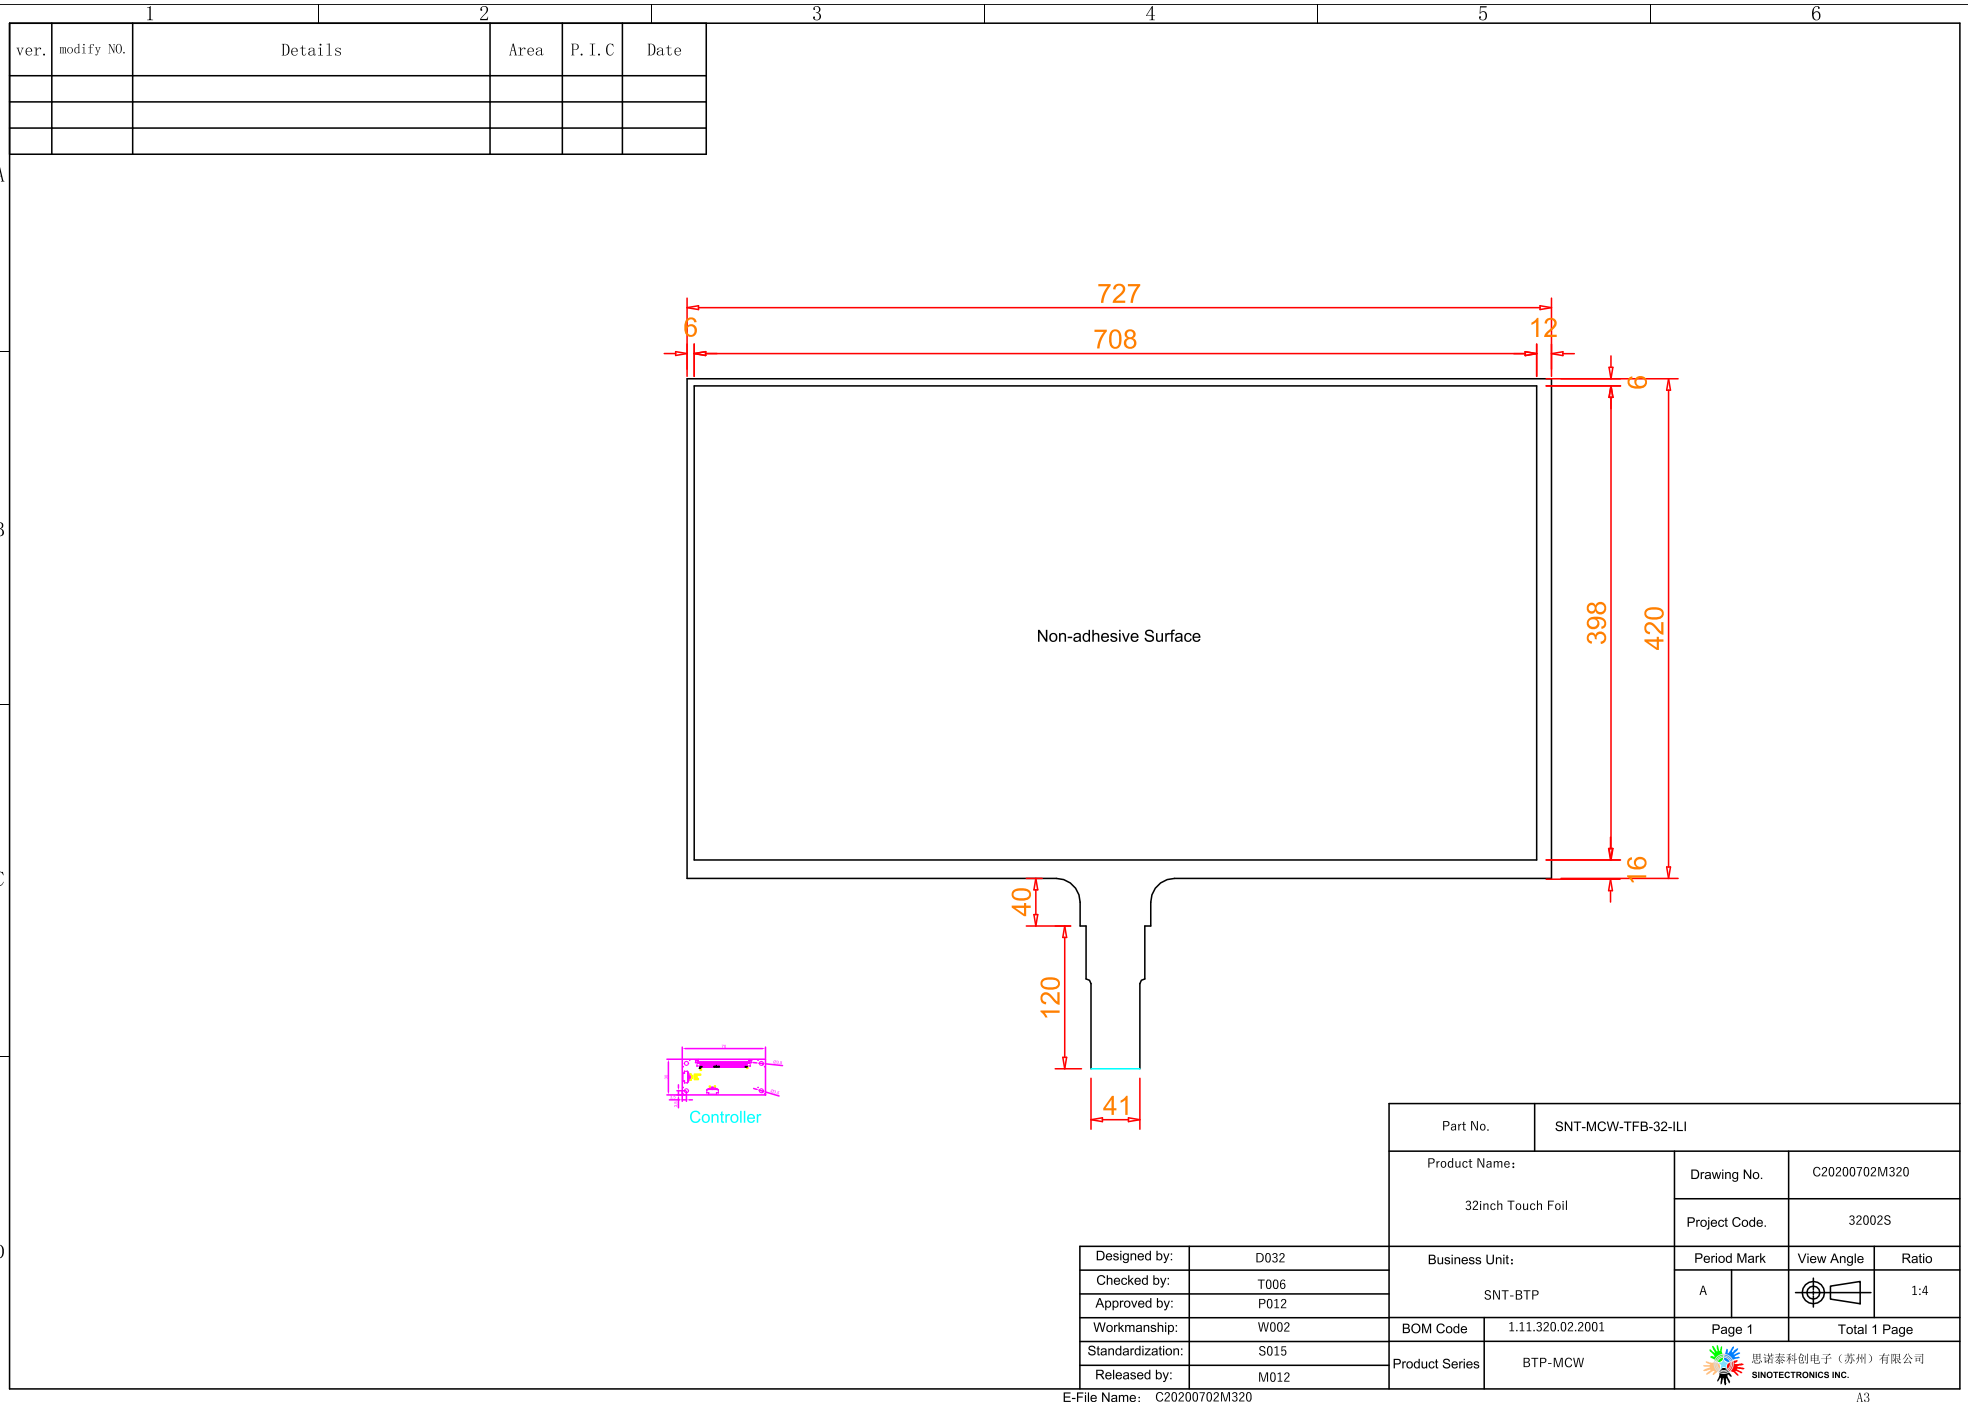 1 2 3 4 5 6
ver. modify NO. Details Area P.I.C Date
A
B
C
D
727
6 708 12
6
398 420
16
Non-adhesive Surface
40
120
41
Controller
Part No. SNT-MCW-TFB-32-ILI
Product Name:
32inch Touch Foil
Drawing No. C20200702M320
Project Code. 32002S
Designed by: D032
Checked by: T006
Approved by: P012
Workmanship: W002
Standardization: S015
Released by: M012
Business Unit:
SNT-BTP
Period Mark View Angle Ratio
A 1:4
BOM Code 1.11.320.02.2001
Page 1 Total 1 Page
Product Series BTP-MCW
思诺泰科创电子（苏州）有限公司
SINOTECTRONICS INC.
E-File Name: C20200702M320
A3